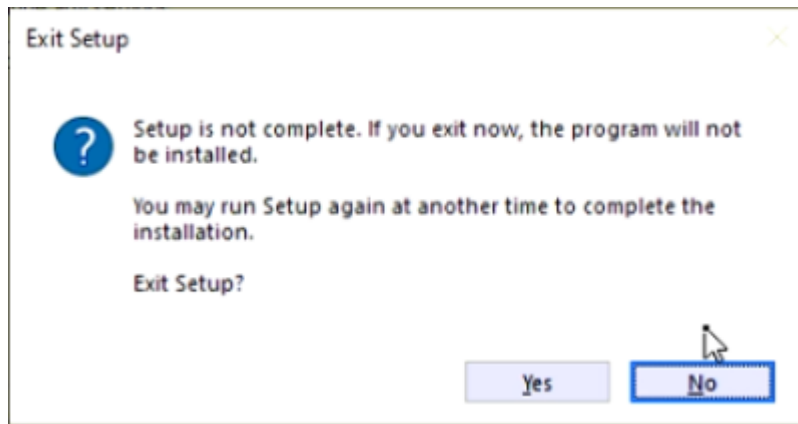 Exit Setup
Setup is not complete. If you exit now, the program will not
be installed.
You may run Setup again at another time to complete the
installation.
Exit Setup?
Yes
No